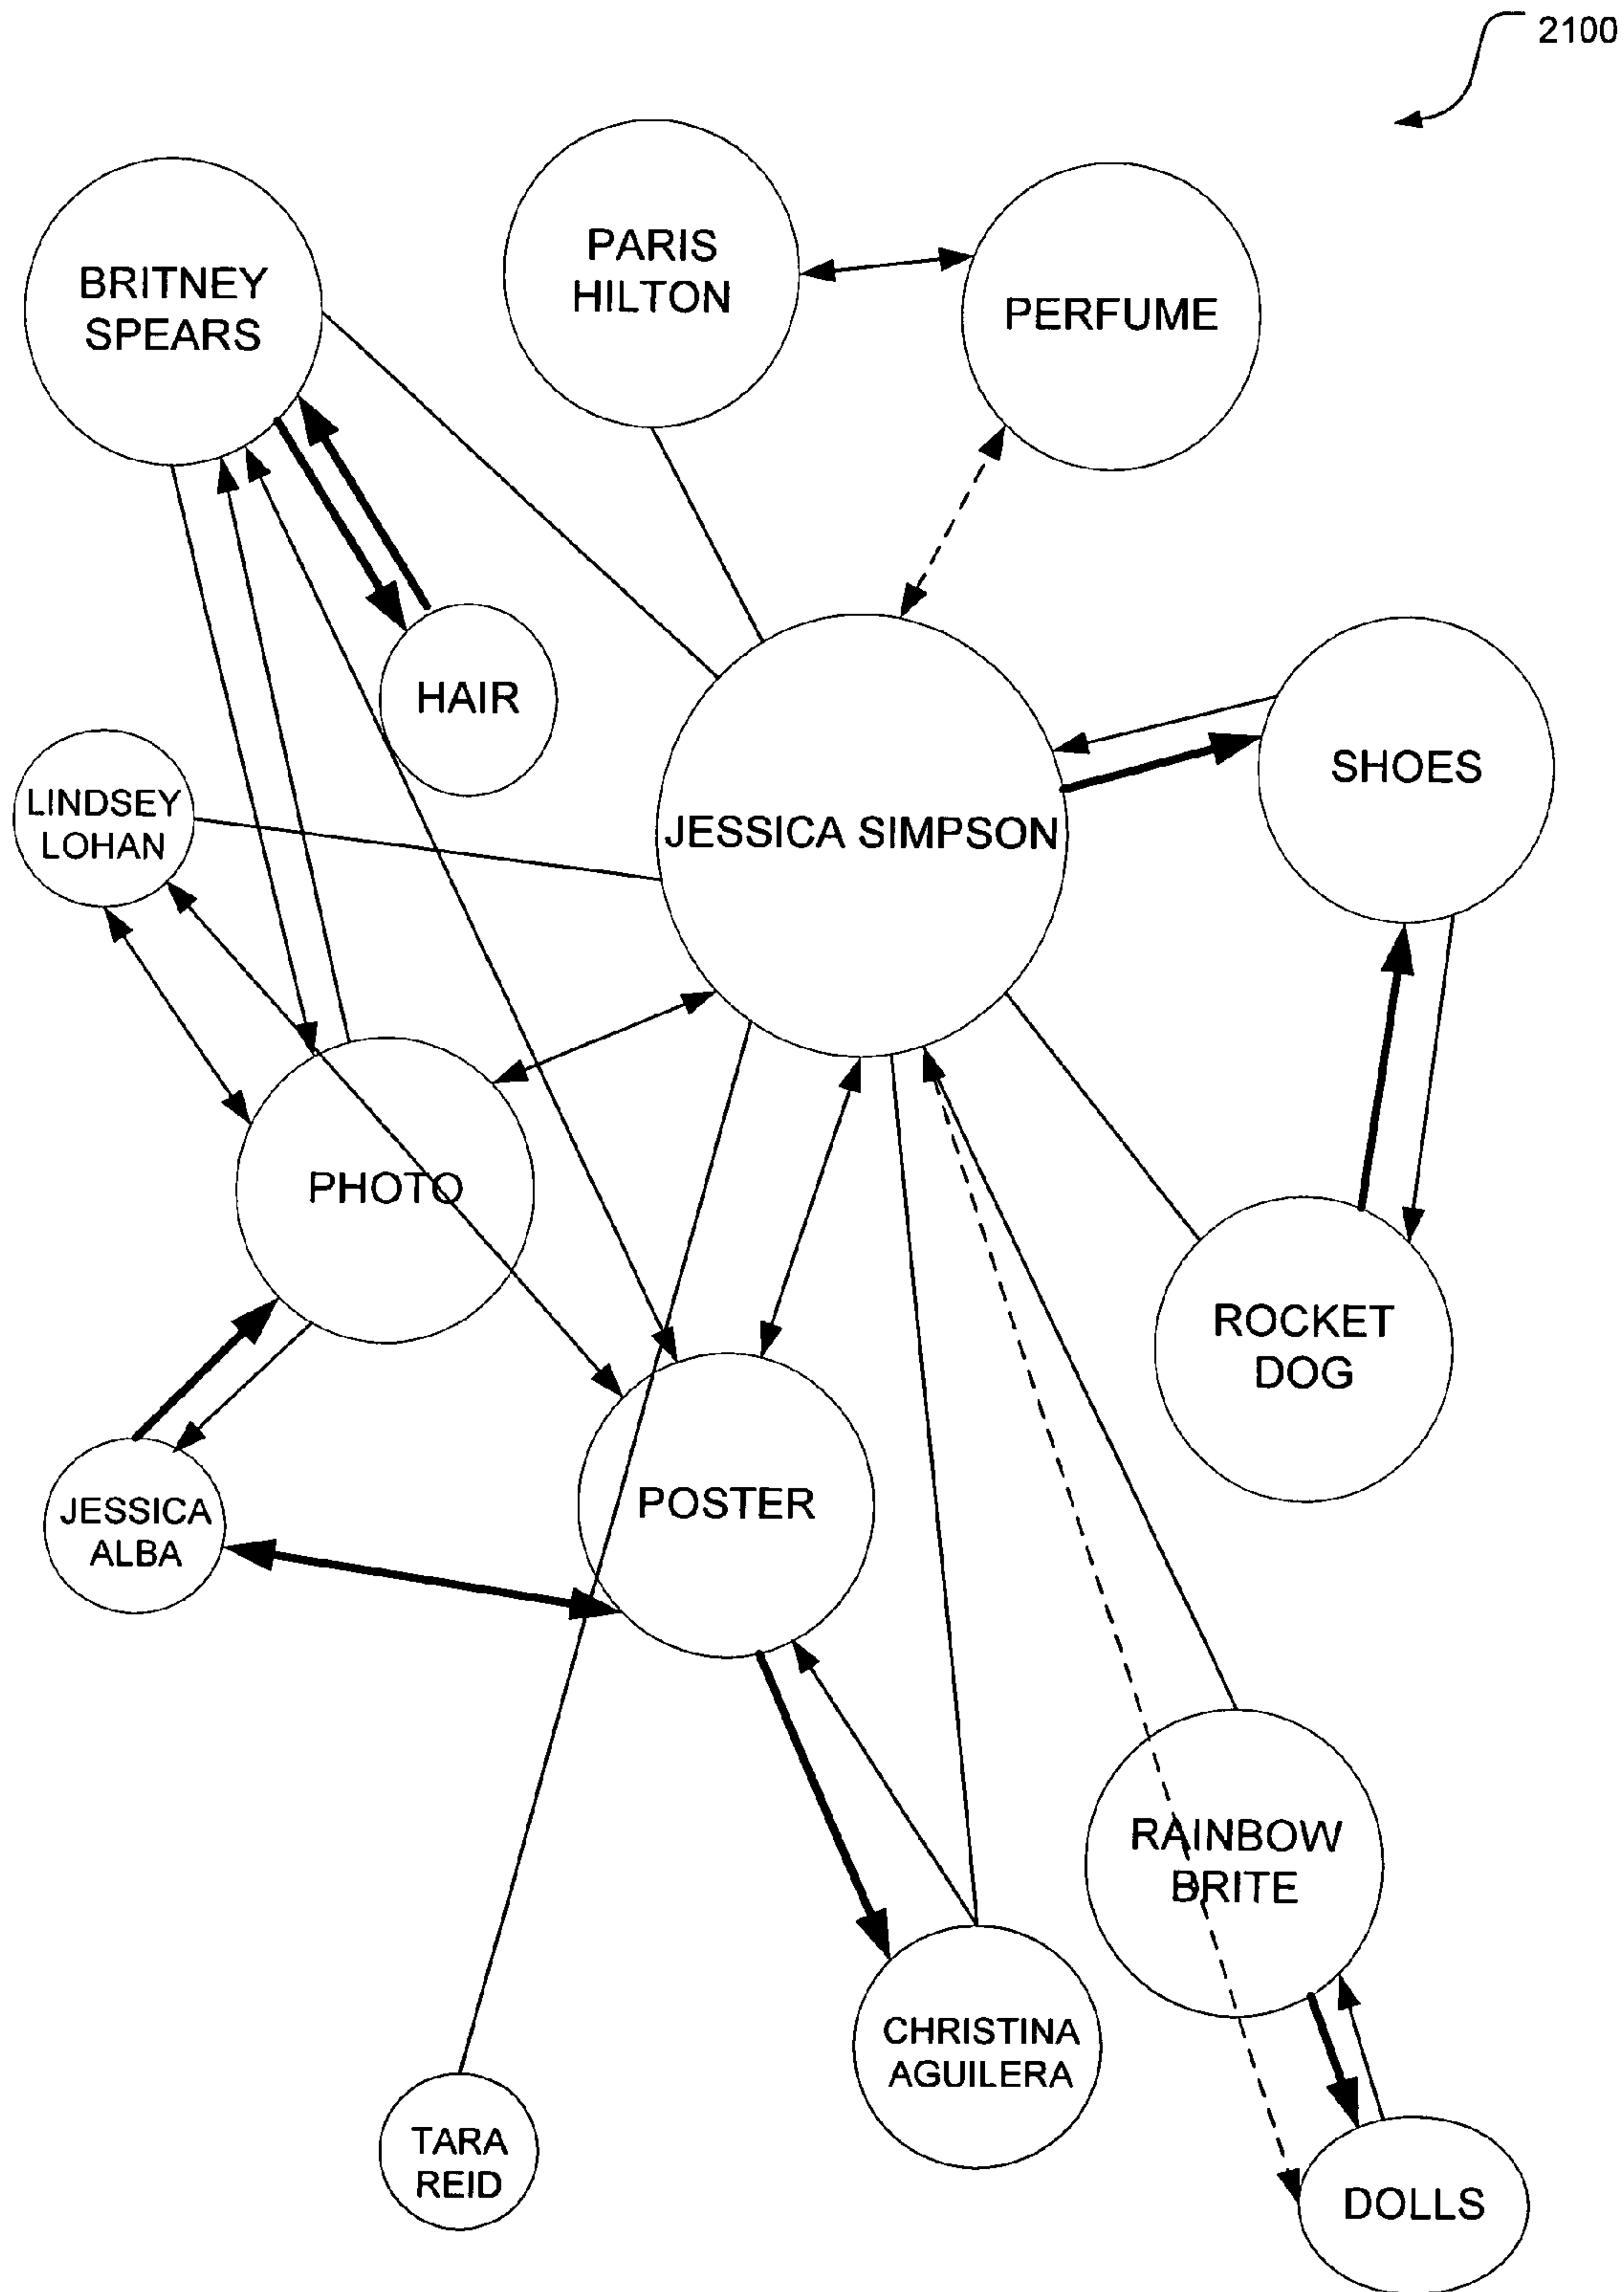 2100
PARIS
HILTON
BRITNEY
SPEARS
PERFUME
HAIR
SHOES
LINDSEY
LOHAN
JESSICA SIMPSON
PHOTO
ROCKET
DOG
POSTER
JESSICA
ALBA
RAINBOW
BRITE
CHRISTINA
AGUILERA
TARA
REID
DOLLS